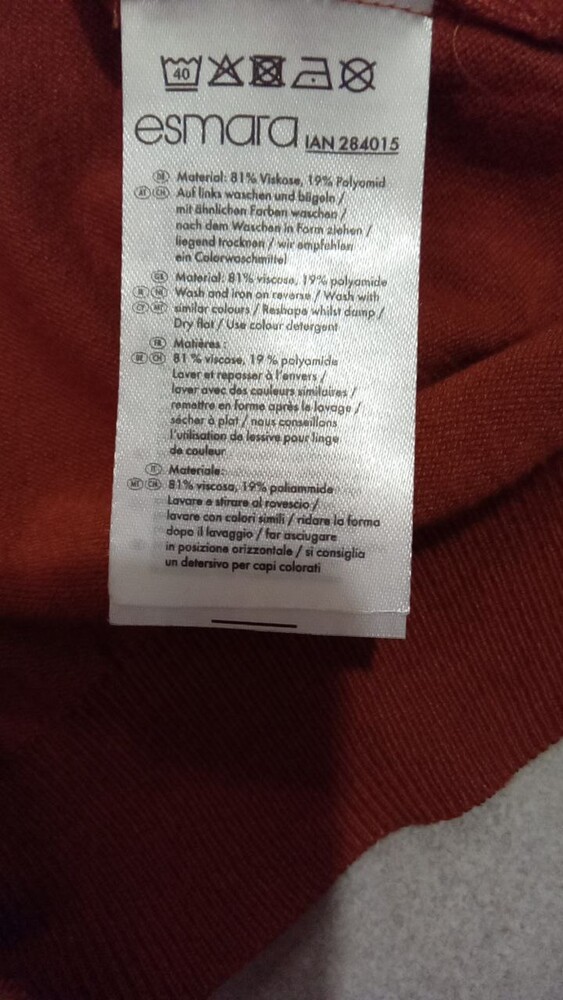 40
esmara IAN 284015
DE Material: 81% Viskose, 19% Polyamid
AT CH Auf links waschen und bügeln /
mit ähnlichen Farben waschen /
nach dem Waschen in Form ziehen /
liegend trocknen / wir empfehlen
ein Colorwaschmittel
GB Material: 81% viscose, 19% polyamide
IE NI Wash and iron on reverse / Wash with
CY MT similar colours / Reshape whilst damp /
Dry flat / Use colour detergent
FR Matières :
BE CH 81 % viscose, 19 % polyamide
Laver et repasser à l'envers /
laver avec des couleurs similaires /
remettre en forme après le lavage /
sécher à plat / nous conseillons
l'utilisation de lessive pour linge
de couleur
IT Materiale:
MT CH 81% viscosa, 19% poliammide
Lavare e stirare al rovescio /
lavare con colori simili / ridare la forma
dopo il lavaggio / far asciugare
in posizione orizzontale / si consiglia
un detersivo per capi colorati